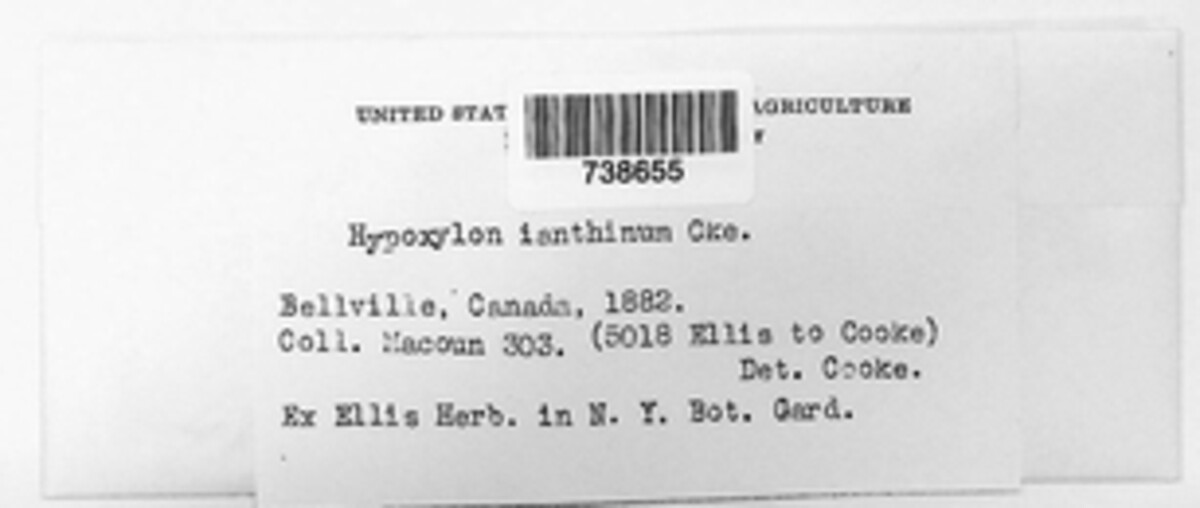 UNITED STAT AGRICULTURE
738655
Hypoxylon ianthinum Cke.
Bellville, Canada, 1882.
Coll. Macoun 303. (5018 Ellis to Cooke)
Det. Cooke.
Ex Ellis Herb. in N. Y. Bot. Gard.